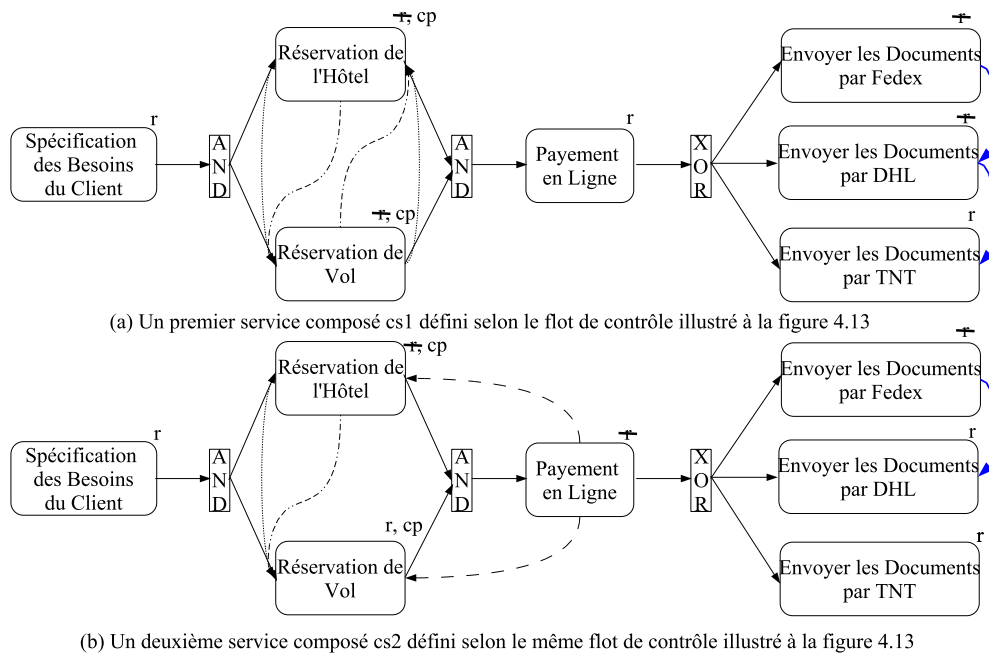 r, cp
r
Réservation de
l'Hôtel
Envoyer les Documents
par Fedex
r
r
r
Spécification
des Besoins
du Client
A
N
D
A
N
D
Payement
en Ligne
X
O
R
Envoyer les Documents
par DHL
r, cp
r
Réservation de
Vol
Envoyer les Documents
par TNT
(a) Un premier service composé cs1 défini selon le flot de contrôle illustré à la figure 4.13
r, cp
r
Réservation de
l'Hôtel
Envoyer les Documents
par Fedex
r
r
r
Spécification
des Besoins
du Client
A
N
D
A
N
D
Payement
en Ligne
X
O
R
Envoyer les Documents
par DHL
r, cp
r
Réservation de
Vol
Envoyer les Documents
par TNT
(b) Un deuxième service composé cs2 défini selon le même flot de contrôle illustré à la figure 4.13